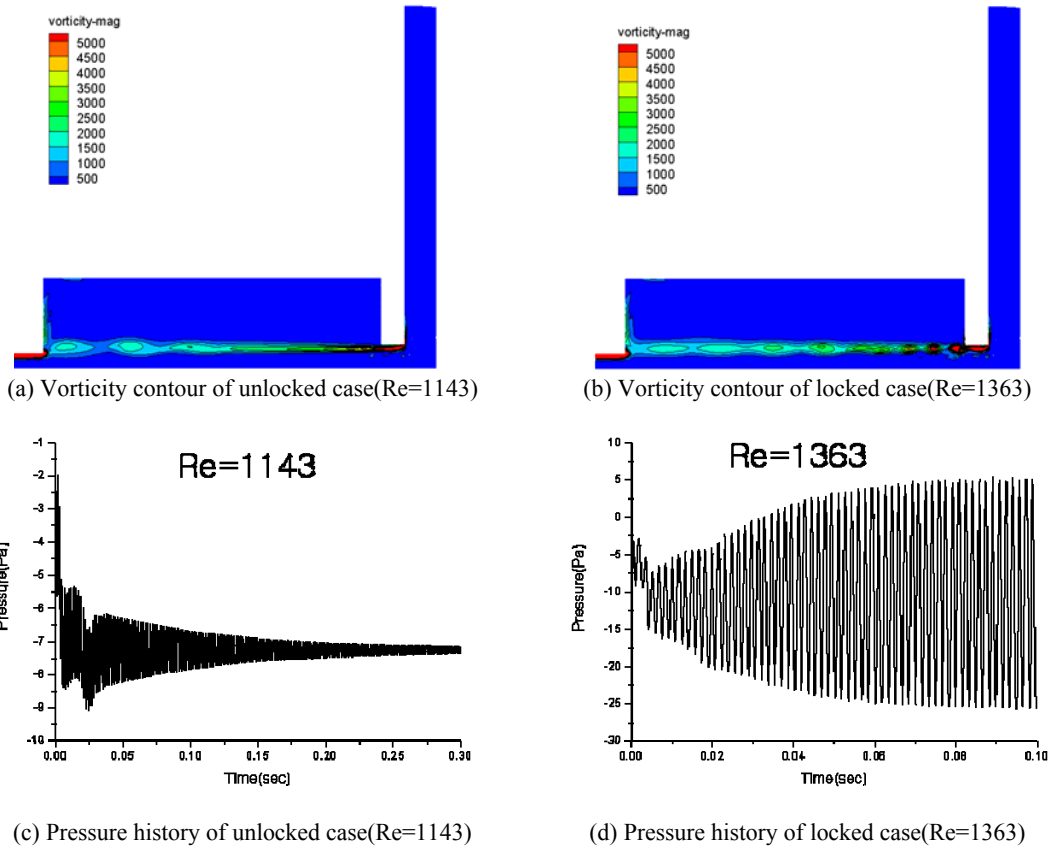 vorticity-mag
5000
4500
4000
3500
3000
2500
2000
1500
1000
500
vorticity-mag
5000
4500
4000
3500
3000
2500
2000
1500
1000
500
(a) Vorticity contour of unlocked case(Re=1143)
(b) Vorticity contour of locked case(Re=1363)
Re=1143
Pressure(Pa)
-1
-2
-3
-4
-5
-6
-7
-8
-9
-10
0.00 0.05 0.10 0.15 0.20 0.25 0.30
Time(sec)
Re=1363
Pressure(Pa)
10
5
0
-5
-10
-15
-20
-25
-30
0.00 0.02 0.04 0.06 0.08 0.10
Time(sec)
(c) Pressure history of unlocked case(Re=1143)
(d) Pressure history of locked case(Re=1363)